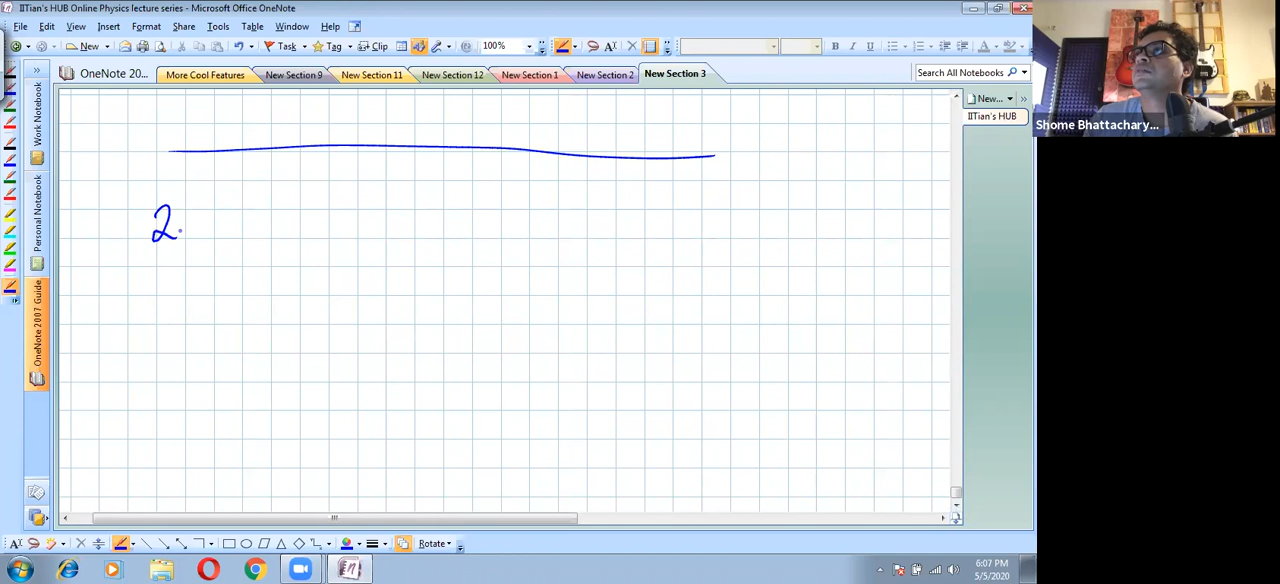 IITian's HUB Online Physics lecture series - Microsoft Office OneNote
File Edit View Insert Format Share Tools Table Window Help
New Task Tag Clip 100% B I U
OneNote 20... More Cool Features New Section 9 New Section 11 New Section 12 New Section 1 New Section 2 New Section 3 Search All Notebooks
New...
IITian's HUB
Shome Bhattachary...
Work Notebook
Personal Notebook
OneNote 2007 Guide
2.
Rotate
6:07 PM
5/5/2020